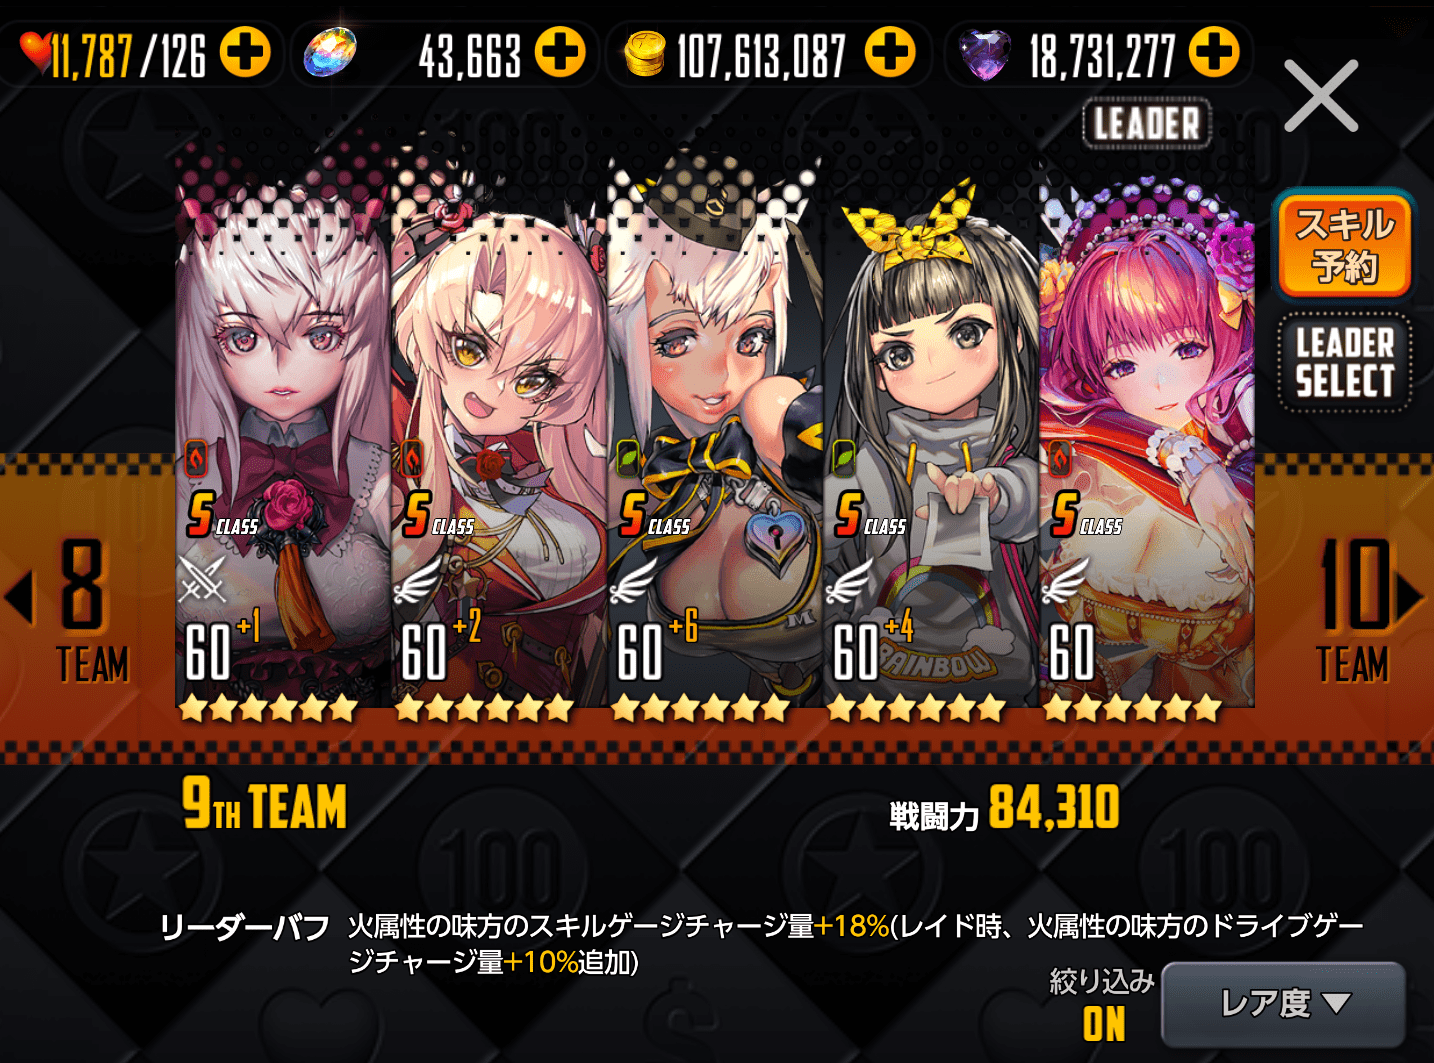 11,787/126
43,663
107,613,087
18,731,277
LEADER
スキル
予約
LEADER
SELECT
S CLASS
S CLASS
S CLASS
S CLASS
S CLASS
60 +1
60 +2
60 +6
60 +4
60
M
RAINBOW
8
TEAM
10
TEAM
9TH TEAM
戦闘力 84,310
リーダーバフ 火属性の味方のスキルゲージチャージ量+18%(レイド時、火属性の味方のドライブゲー
ジチャージ量+10%追加)
絞り込み
ON
レア度▼
100
100